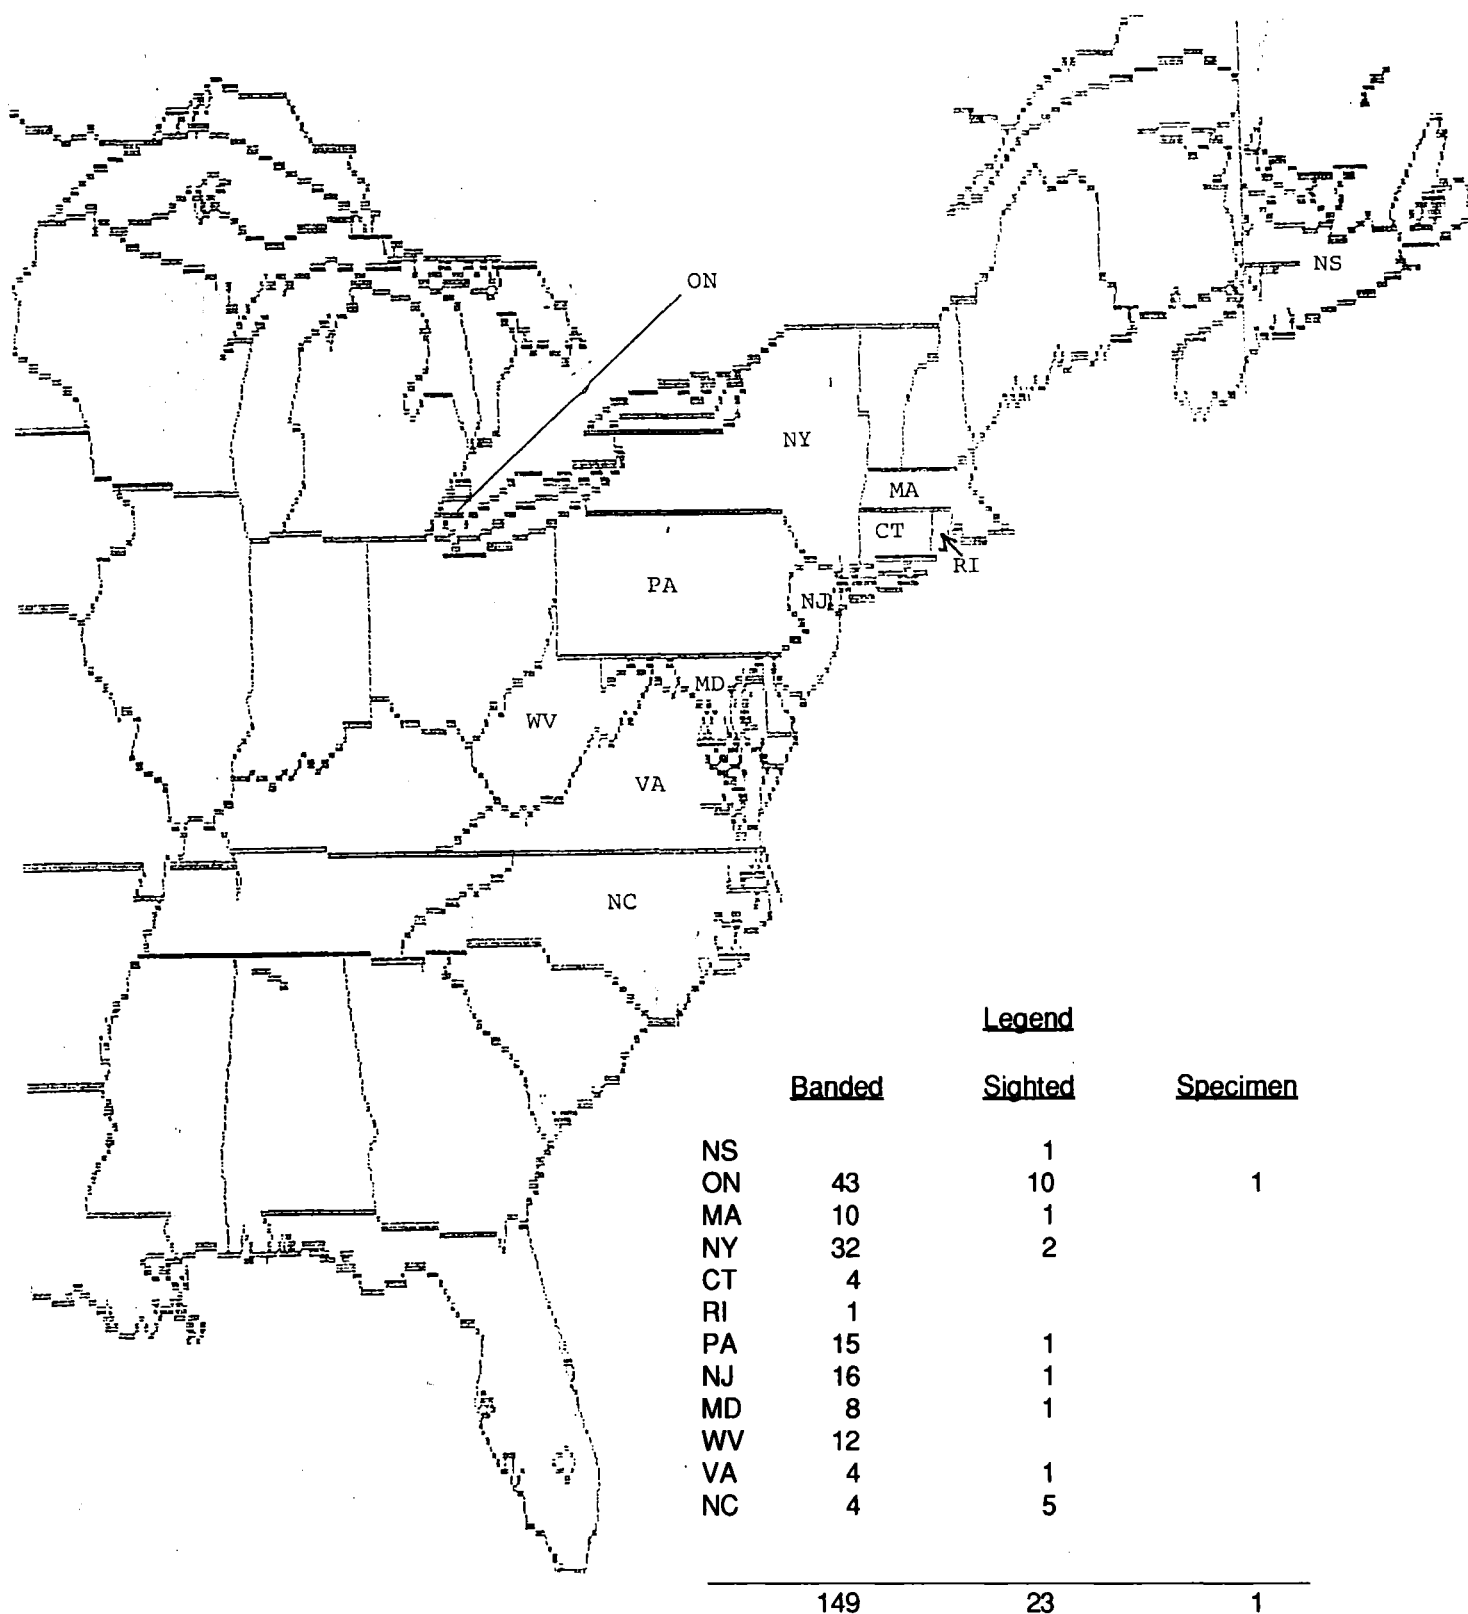 ON
NS
NY
MA
CT
RI
PA
NJ
MD
WV
VA
NC
Legend
Banded Sighted Specimen
NS 1
ON 43 10 1
MA 10 1
NY 32 2
CT 4
RI 1
PA 15 1
NJ 16 1
MD 8 1
WV 12
VA 4 1
NC 4 5
149 23 1